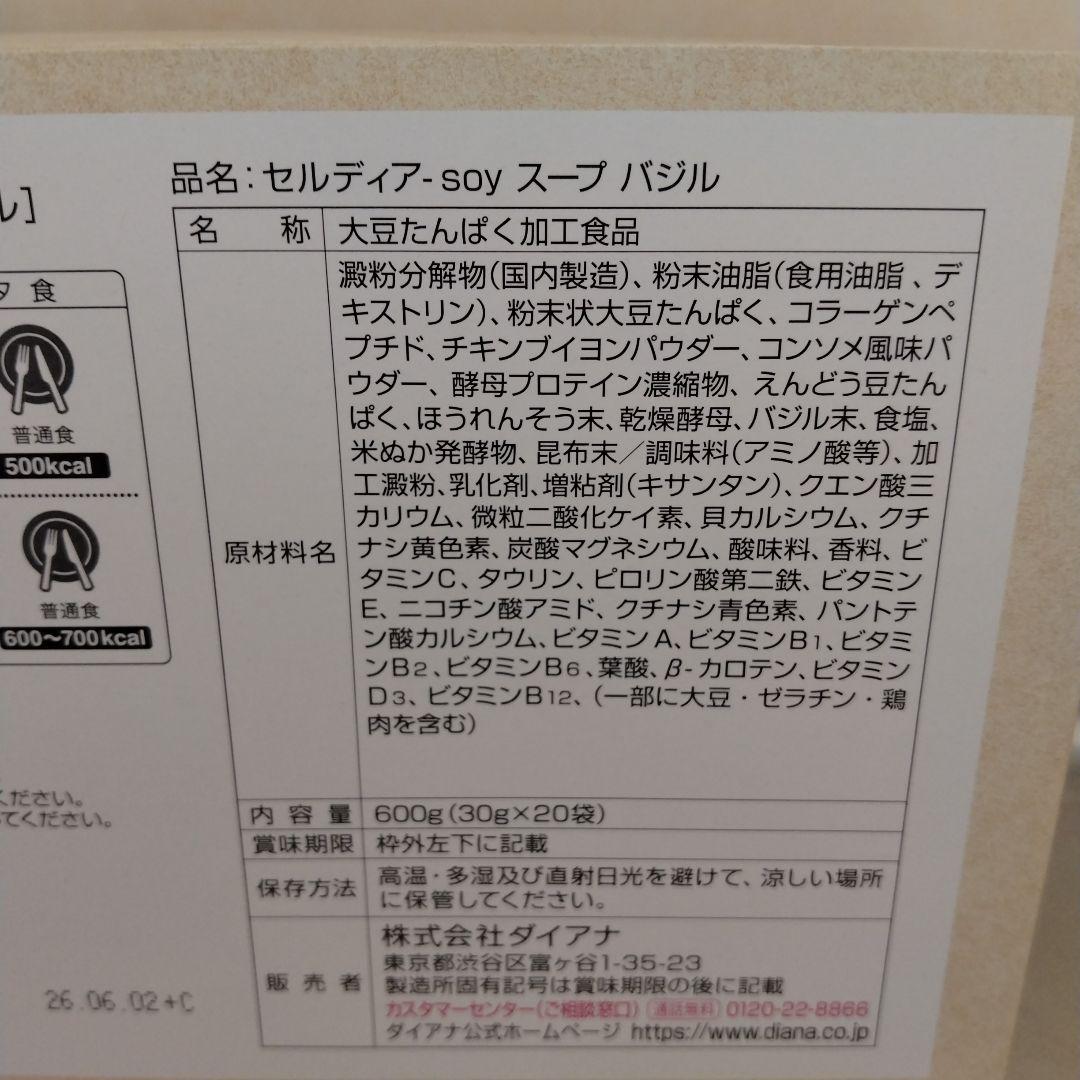 ル]
夕食
普通食
500kcal
普通食
600〜700kcal
ください。
てください。
26.06.02+C
品名:セルディア-soy スープ バジル
名 称 大豆たんぱく加工食品
原材料名
澱粉分解物(国内製造)、粉末油脂(食用油脂、デ
キストリン)、粉末状大豆たんぱく、コラーゲンペ
プチド、チキンブイヨンパウダー、コンソメ風味パ
ウダー、酵母プロテイン濃縮物、えんどう豆たん
ぱく、ほうれんそう末、乾燥酵母、バジル末、食塩、
米ぬか発酵物、昆布末/調味料(アミノ酸等)、加
工澱粉、乳化剤、増粘剤(キサンタン)、クエン酸三
カリウム、微粒二酸化ケイ素、貝カルシウム、クチ
ナシ黄色素、炭酸マグネシウム、酸味料、香料、ビ
タミンC、タウリン、ピロリン酸第二鉄、ビタミン
E、ニコチン酸アミド、クチナシ青色素、パントテ
ン酸カルシウム、ビタミンA、ビタミンB1、ビタミ
ンB2、ビタミンB6、葉酸、β-カロテン、ビタミン
D3、ビタミンB12、(一部に大豆・ゼラチン・鶏
肉を含む)
内容量 600g(30g×20袋)
賞味期限 枠外左下に記載
保存方法 高温・多湿及び直射日光を避けて、涼しい場所
に保管してください。
販売者 株式会社ダイアナ
東京都渋谷区富ヶ谷1-35-23
製造所固有記号は賞味期限の後に記載
カスタマーセンター(ご相談窓口) 通話無料 0120-22-8866
ダイアナ公式ホームページ https://www.diana.co.jp